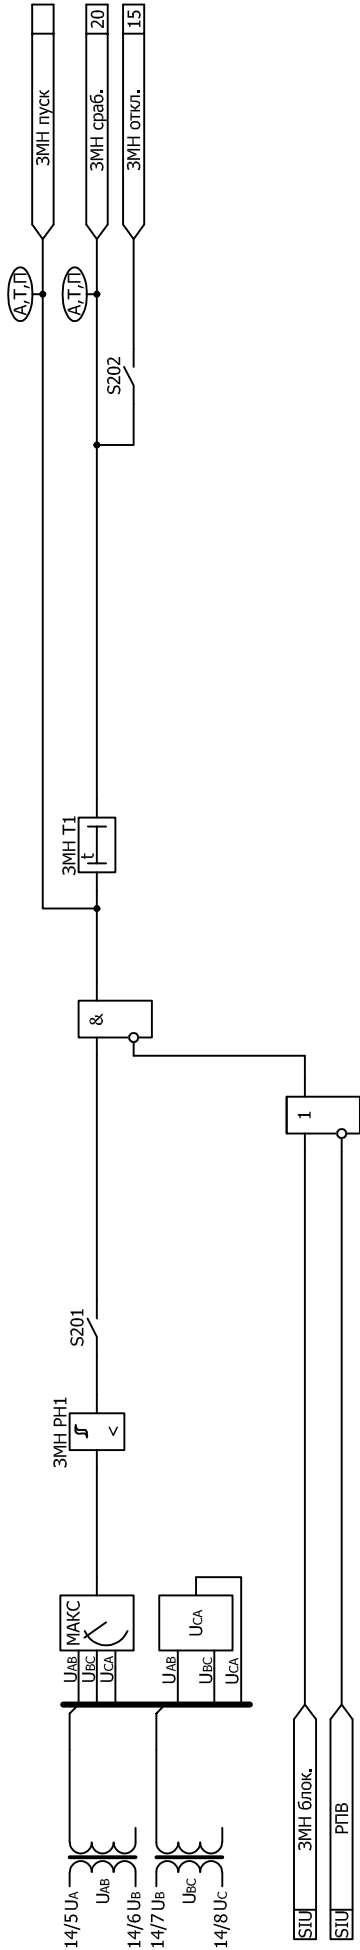 14/5 UA
UAB
14/6 UB
14/7 UB
UBC
14/8 UC
UAB
UBC
UCA
МАКС
UAB
UBC
UCA
UCA
ЗМН РН1
<
S201
&
ЗМН Т1
t
S202
А,Т,П
А,Т,П
ЗМН пуск
ЗМН сраб.
20
ЗМН откл.
15
SIU
ЗМН блок.
SIU
РПВ
1